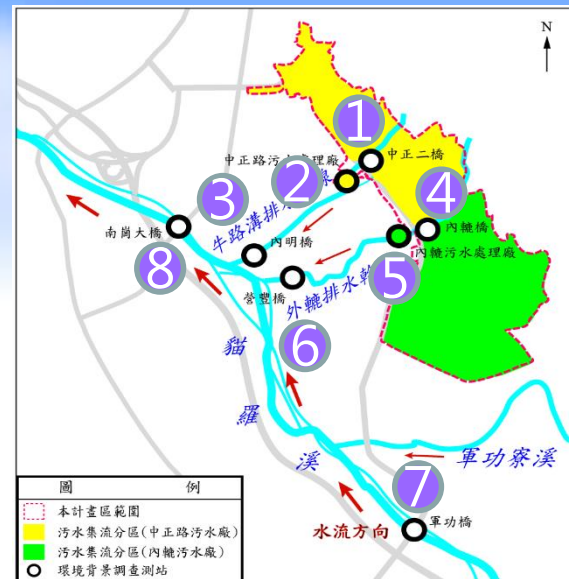 N
1
中正二橋
中正路污水處理廠
2
3
4
內轆橋
牛路溝排水
南崗大橋
內明橋
內轆污水處理廠
5
8
營豐橋
外轆排水幹
6
貓羅溪
軍功寮溪
7
水流方向
軍功橋
圖 例
本計畫區範圍
污水集流分區(中正路污水廠)
污水集流分區(內轆污水廠)
環境背景調查測站